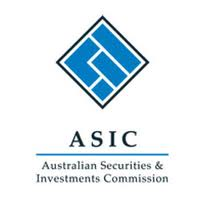 ASIC
Australian Securities &
Investments Commission